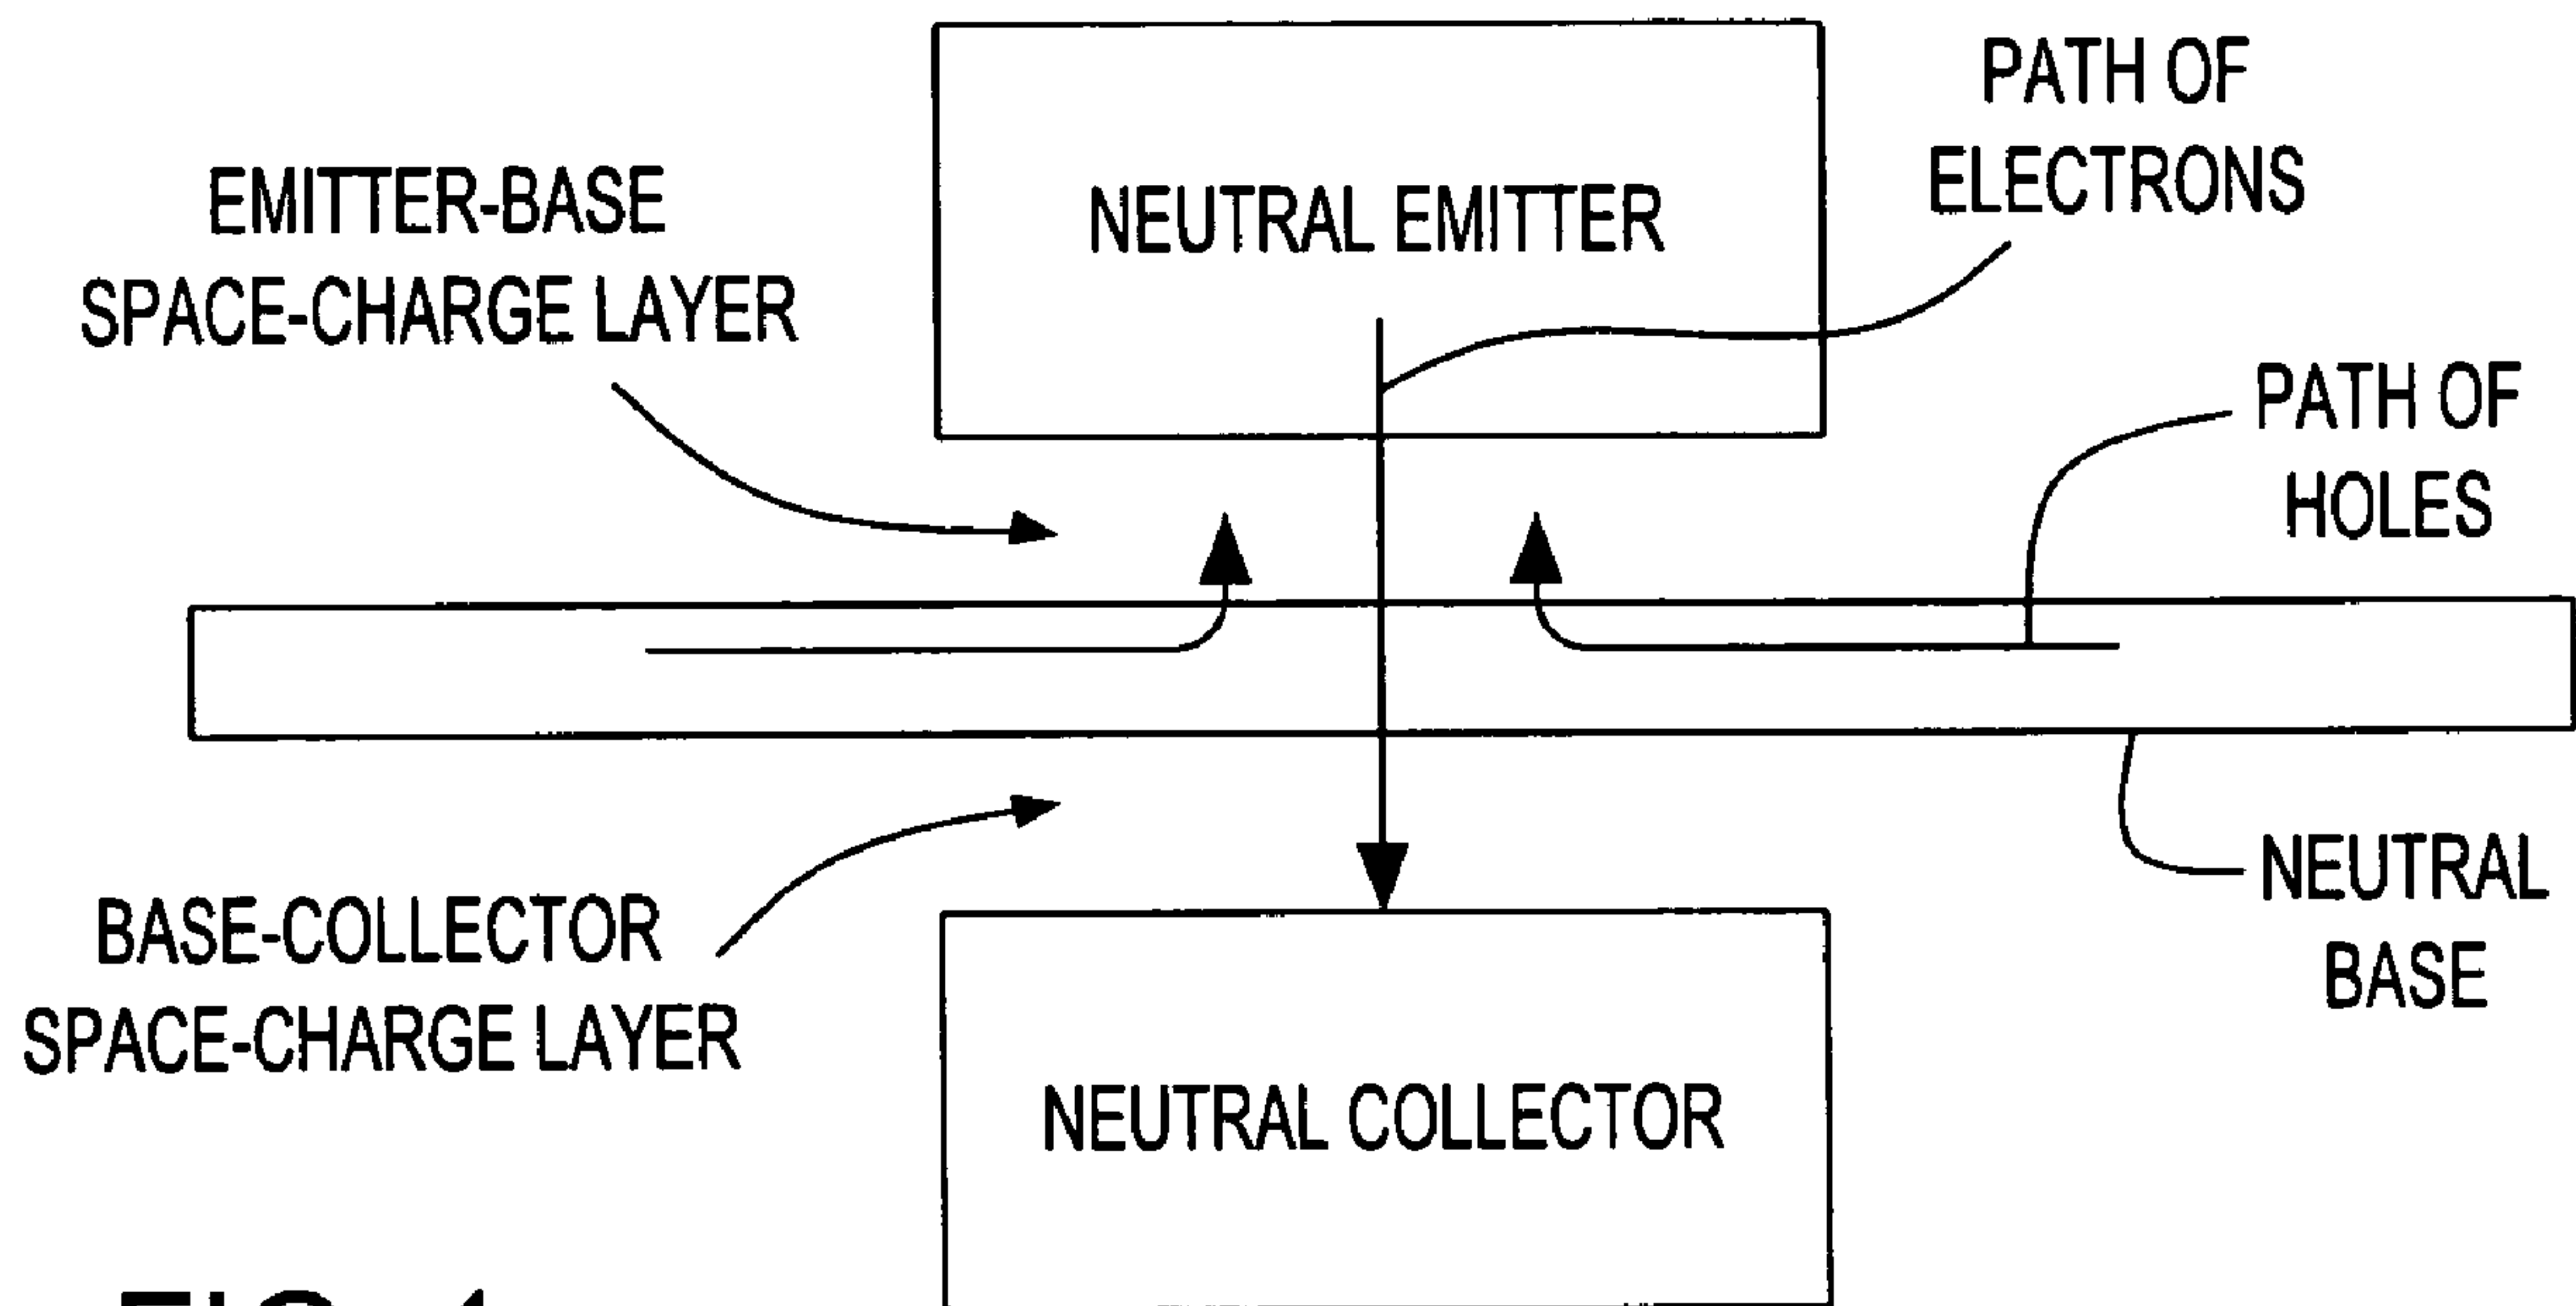 PATH OF
ELECTRONS
NEUTRAL EMITTER
EMITTER-BASE
SPACE-CHARGE LAYER
PATH OF
HOLES
NEUTRAL
BASE
BASE-COLLECTOR
SPACE-CHARGE LAYER
NEUTRAL COLLECTOR